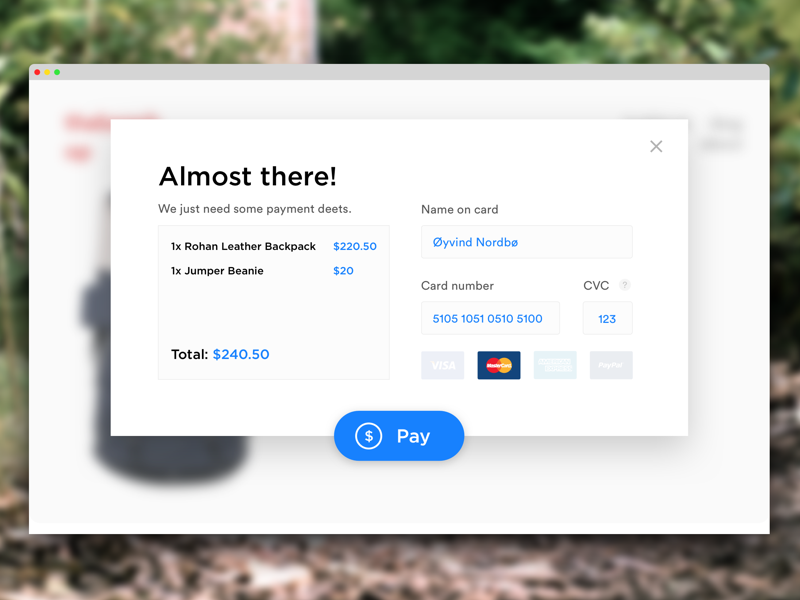 Almost there!
We just need some payment deets.
1x Rohan Leather Backpack $220.50
1x Jumper Beanie $20
Total: $240.50
Name on card
Øyvind Nordbø
Card number CVC ?
5105 1051 0510 5100 123
VISA MasterCard PayPal
$ Pay